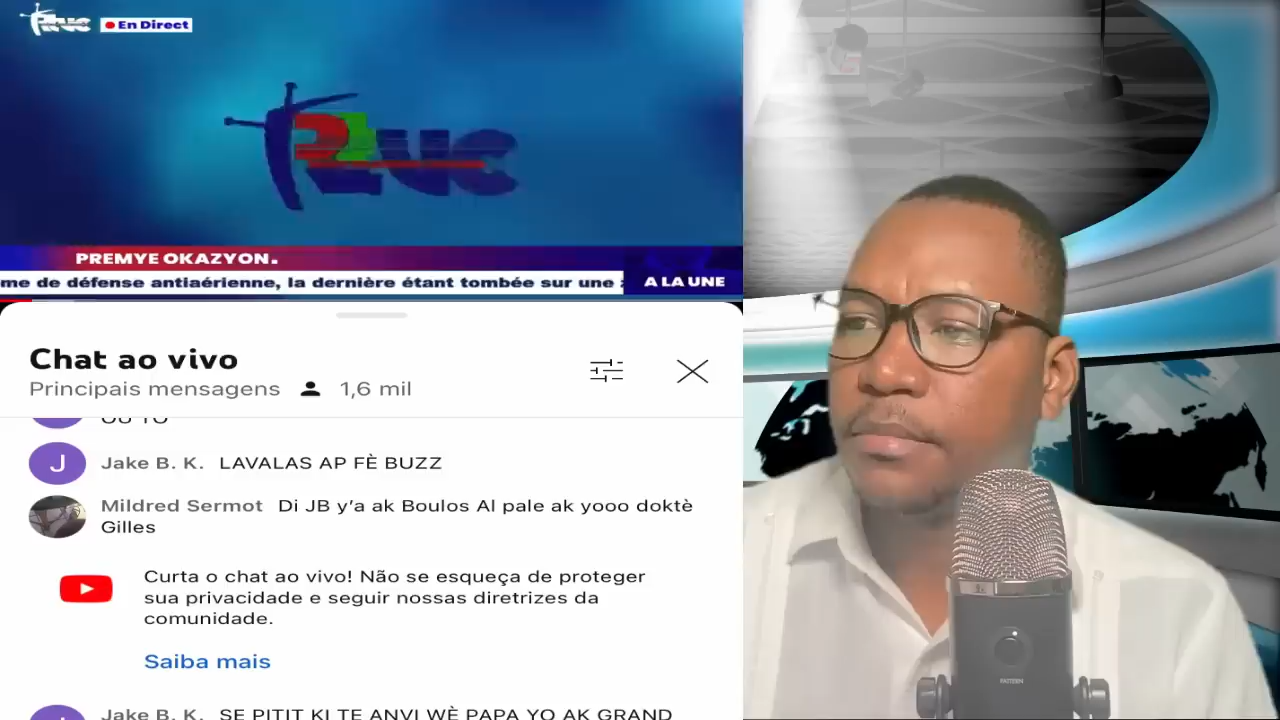 En Direct
PLUC
PREMYE OKAZYON.
me de défense antiaérienne, la dernière étant tombée sur une
A LA UNE
Chat ao vivo
Principais mensagens 1,6 mil
J Jake B. K. LAVALAS AP FÈ BUZZ
Mildred Sermot Di JB y’a ak Boulos Al pale ak yooo doktè
Gilles
Curta o chat ao vivo! Não se esqueça de proteger
sua privacidade e seguir nossas diretrizes da
comunidade.
Saiba mais
Jake B. K. SE PITIT KI TE ANVI WÈ PAPA YO AK GRAND